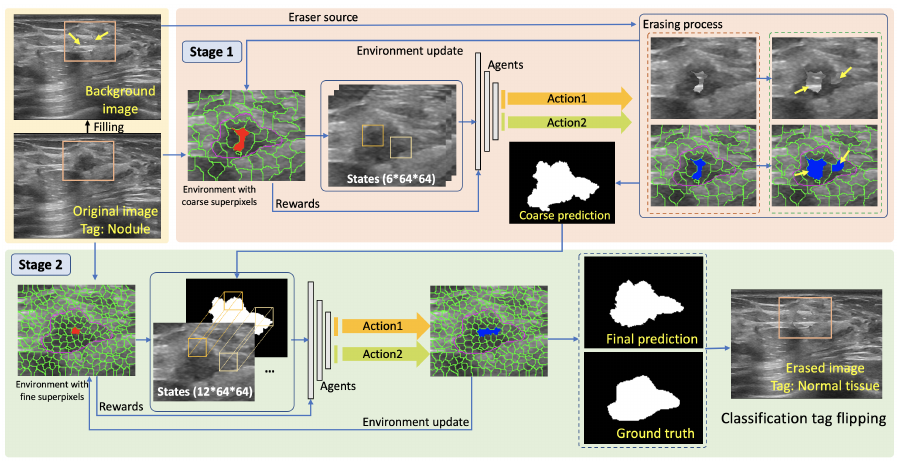 Eraser source
Erasing process
Stage 1
Environment update
Agents
Background
image
Filling
Action1
Action2
States (6*64*64)
Environment with
coarse superpixels
Rewards
Original image
Tag: Nodule
Coarse prediction
Stage 2
Action1
Action2
Final prediction
Environment with
fine superpixels
States (12*64*64)
...
Agents
Erased image
Tag: Normal tissue
Rewards
Environment update
Ground truth
Classification tag flipping